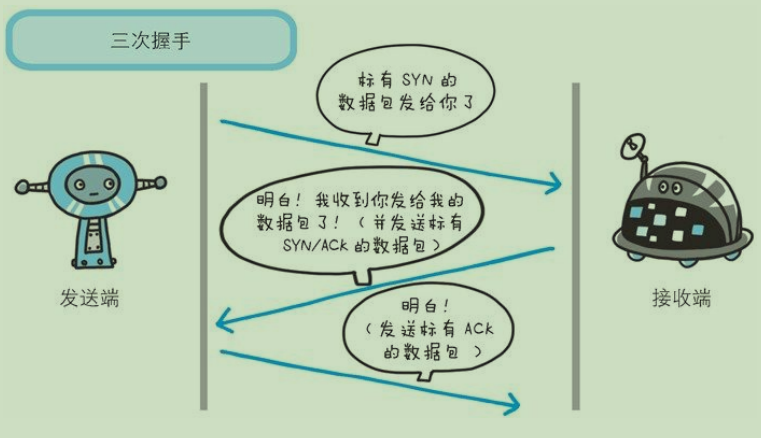 三次握手
标有 SYN 的
数据包发给你了
明白！我收到你发给我的
数据包了！（并发送标有
SYN/ACK 的数据包）
明白！
（发送标有 ACK
的数据包 ）
发送端
接收端